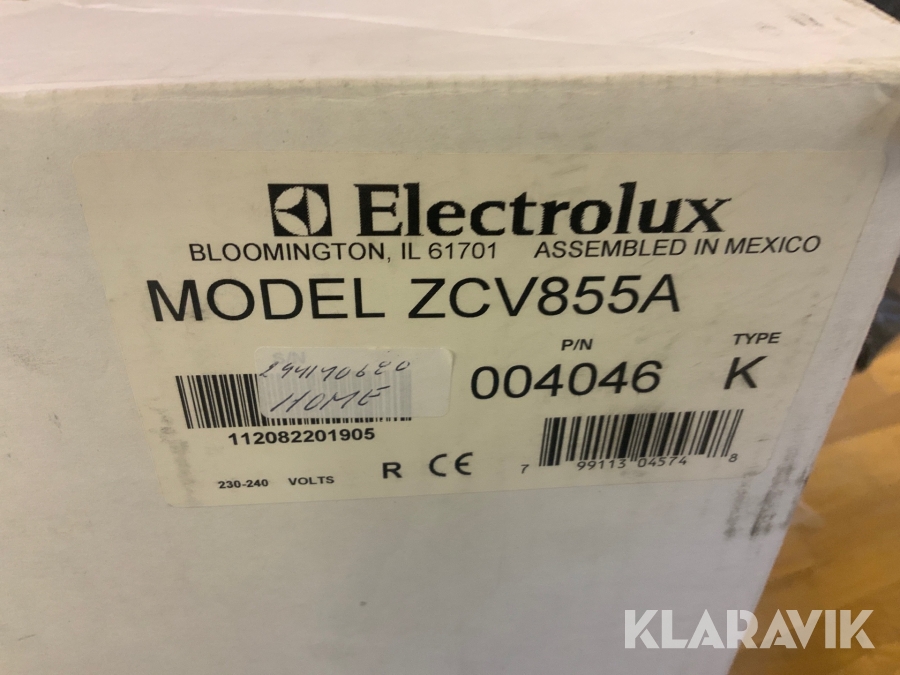 Electrolux
BLOOMINGTON, IL 61701 ASSEMBLED IN MEXICO
MODEL ZCV855A
P/N TYPE
S/N
004046 K
HOME
112082201905
7 99113 04574 8
230-240 VOLTS R CE
KLARAVIK